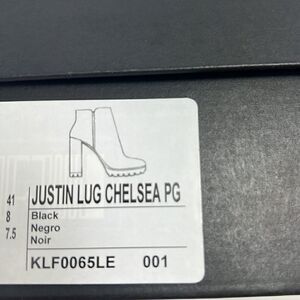 41
8
7.5
JUSTIN LUG CHELSEA PG
Black
Negro
Noir
KLF0065LE 001